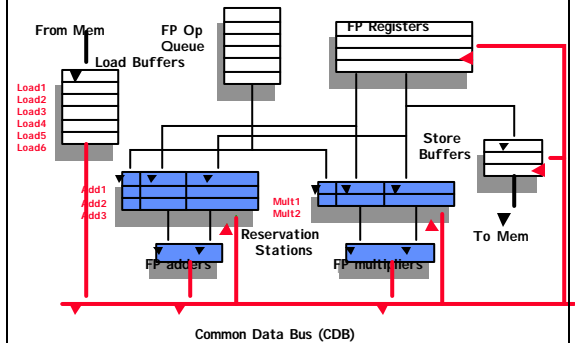 From Mem
FP Op
Queue
FP Registers
Load Buffers
Load1
Load2
Load3
Load4
Load5
Load6
Store
Buffers
Add1
Add2
Add3
Mult1
Mult2
Reservation
Stations
To Mem
FP adders
FP multipliers
Common Data Bus (CDB)